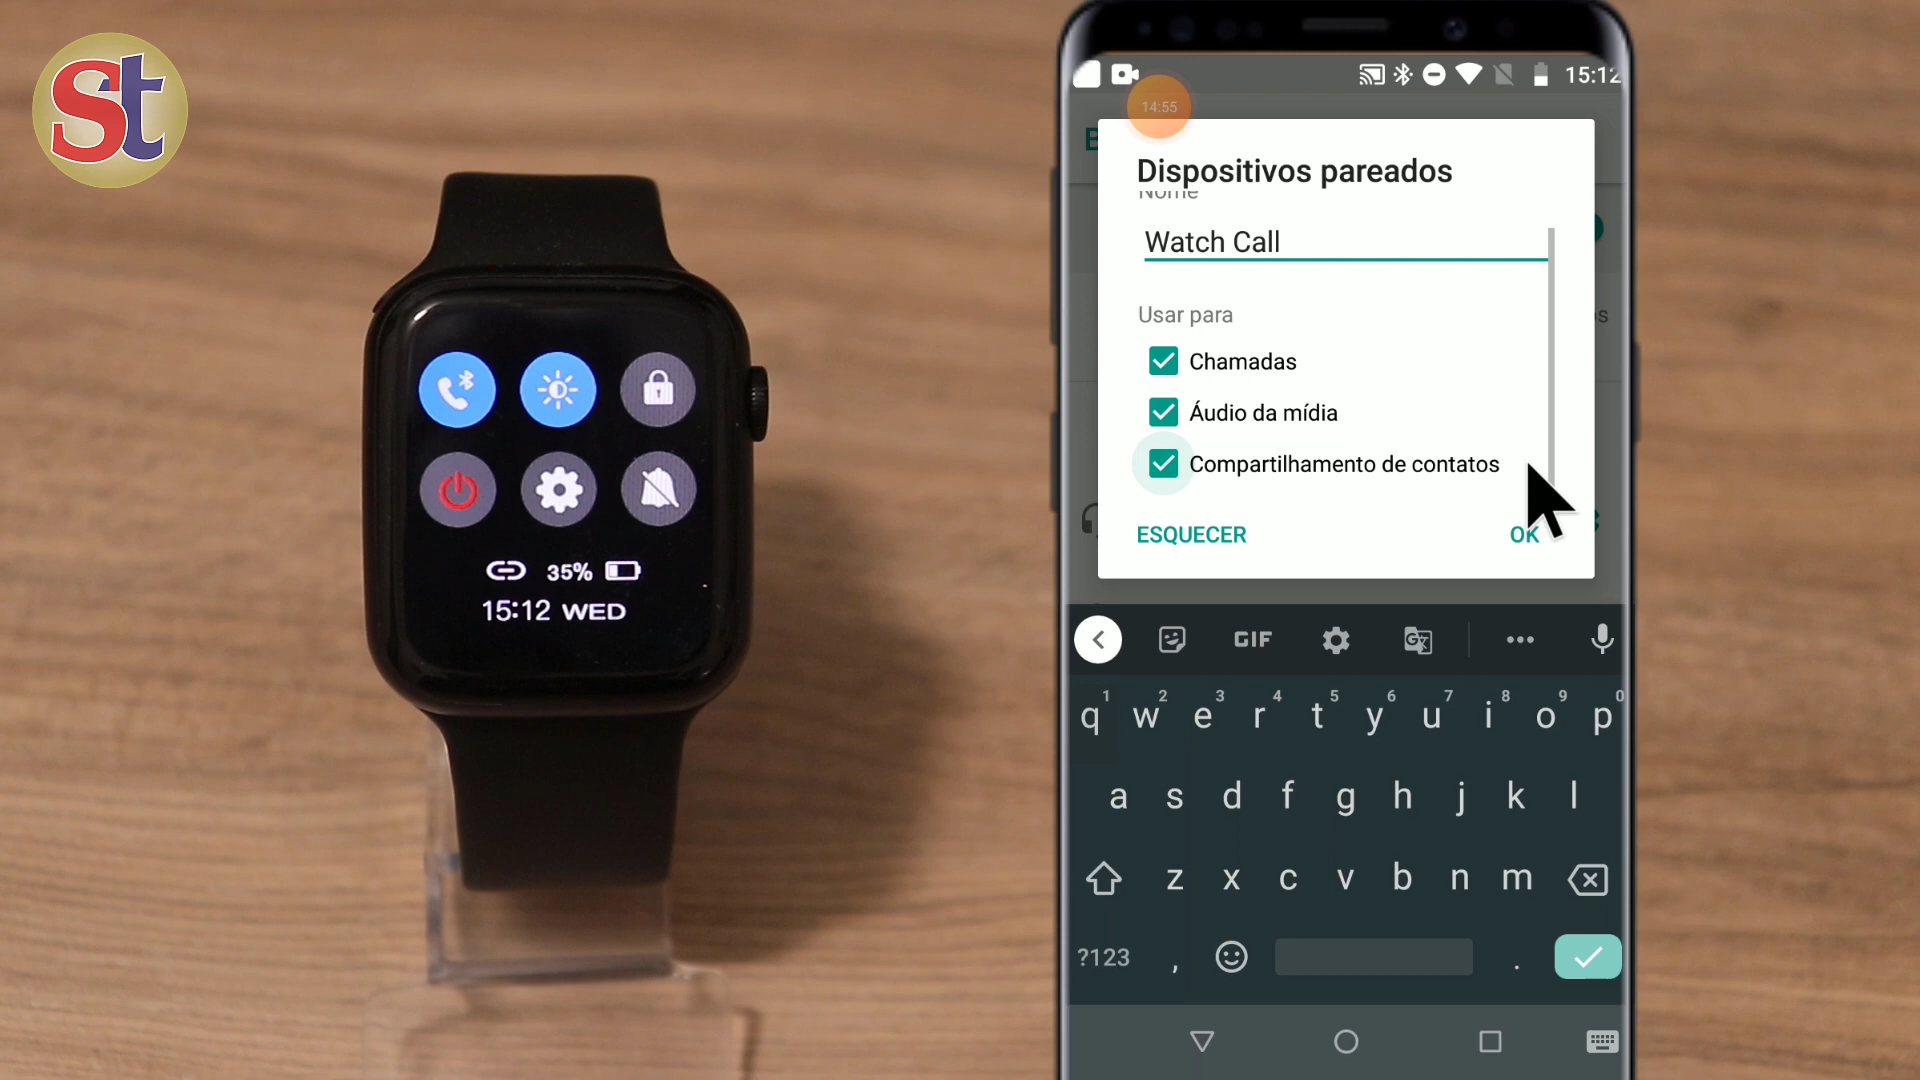 St
35%
15:12 WED
15:12
14:55
Dispositivos pareados
Nome
Watch Call
Usar para
Chamadas
Áudio da mídia
Compartilhamento de contatos
ESQUECER
OK
GIF
1 2 3 4 5 6 7 8 9 0
q w e r t y u i o p
a s d f g h j k l
z x c v b n m
?123 , .